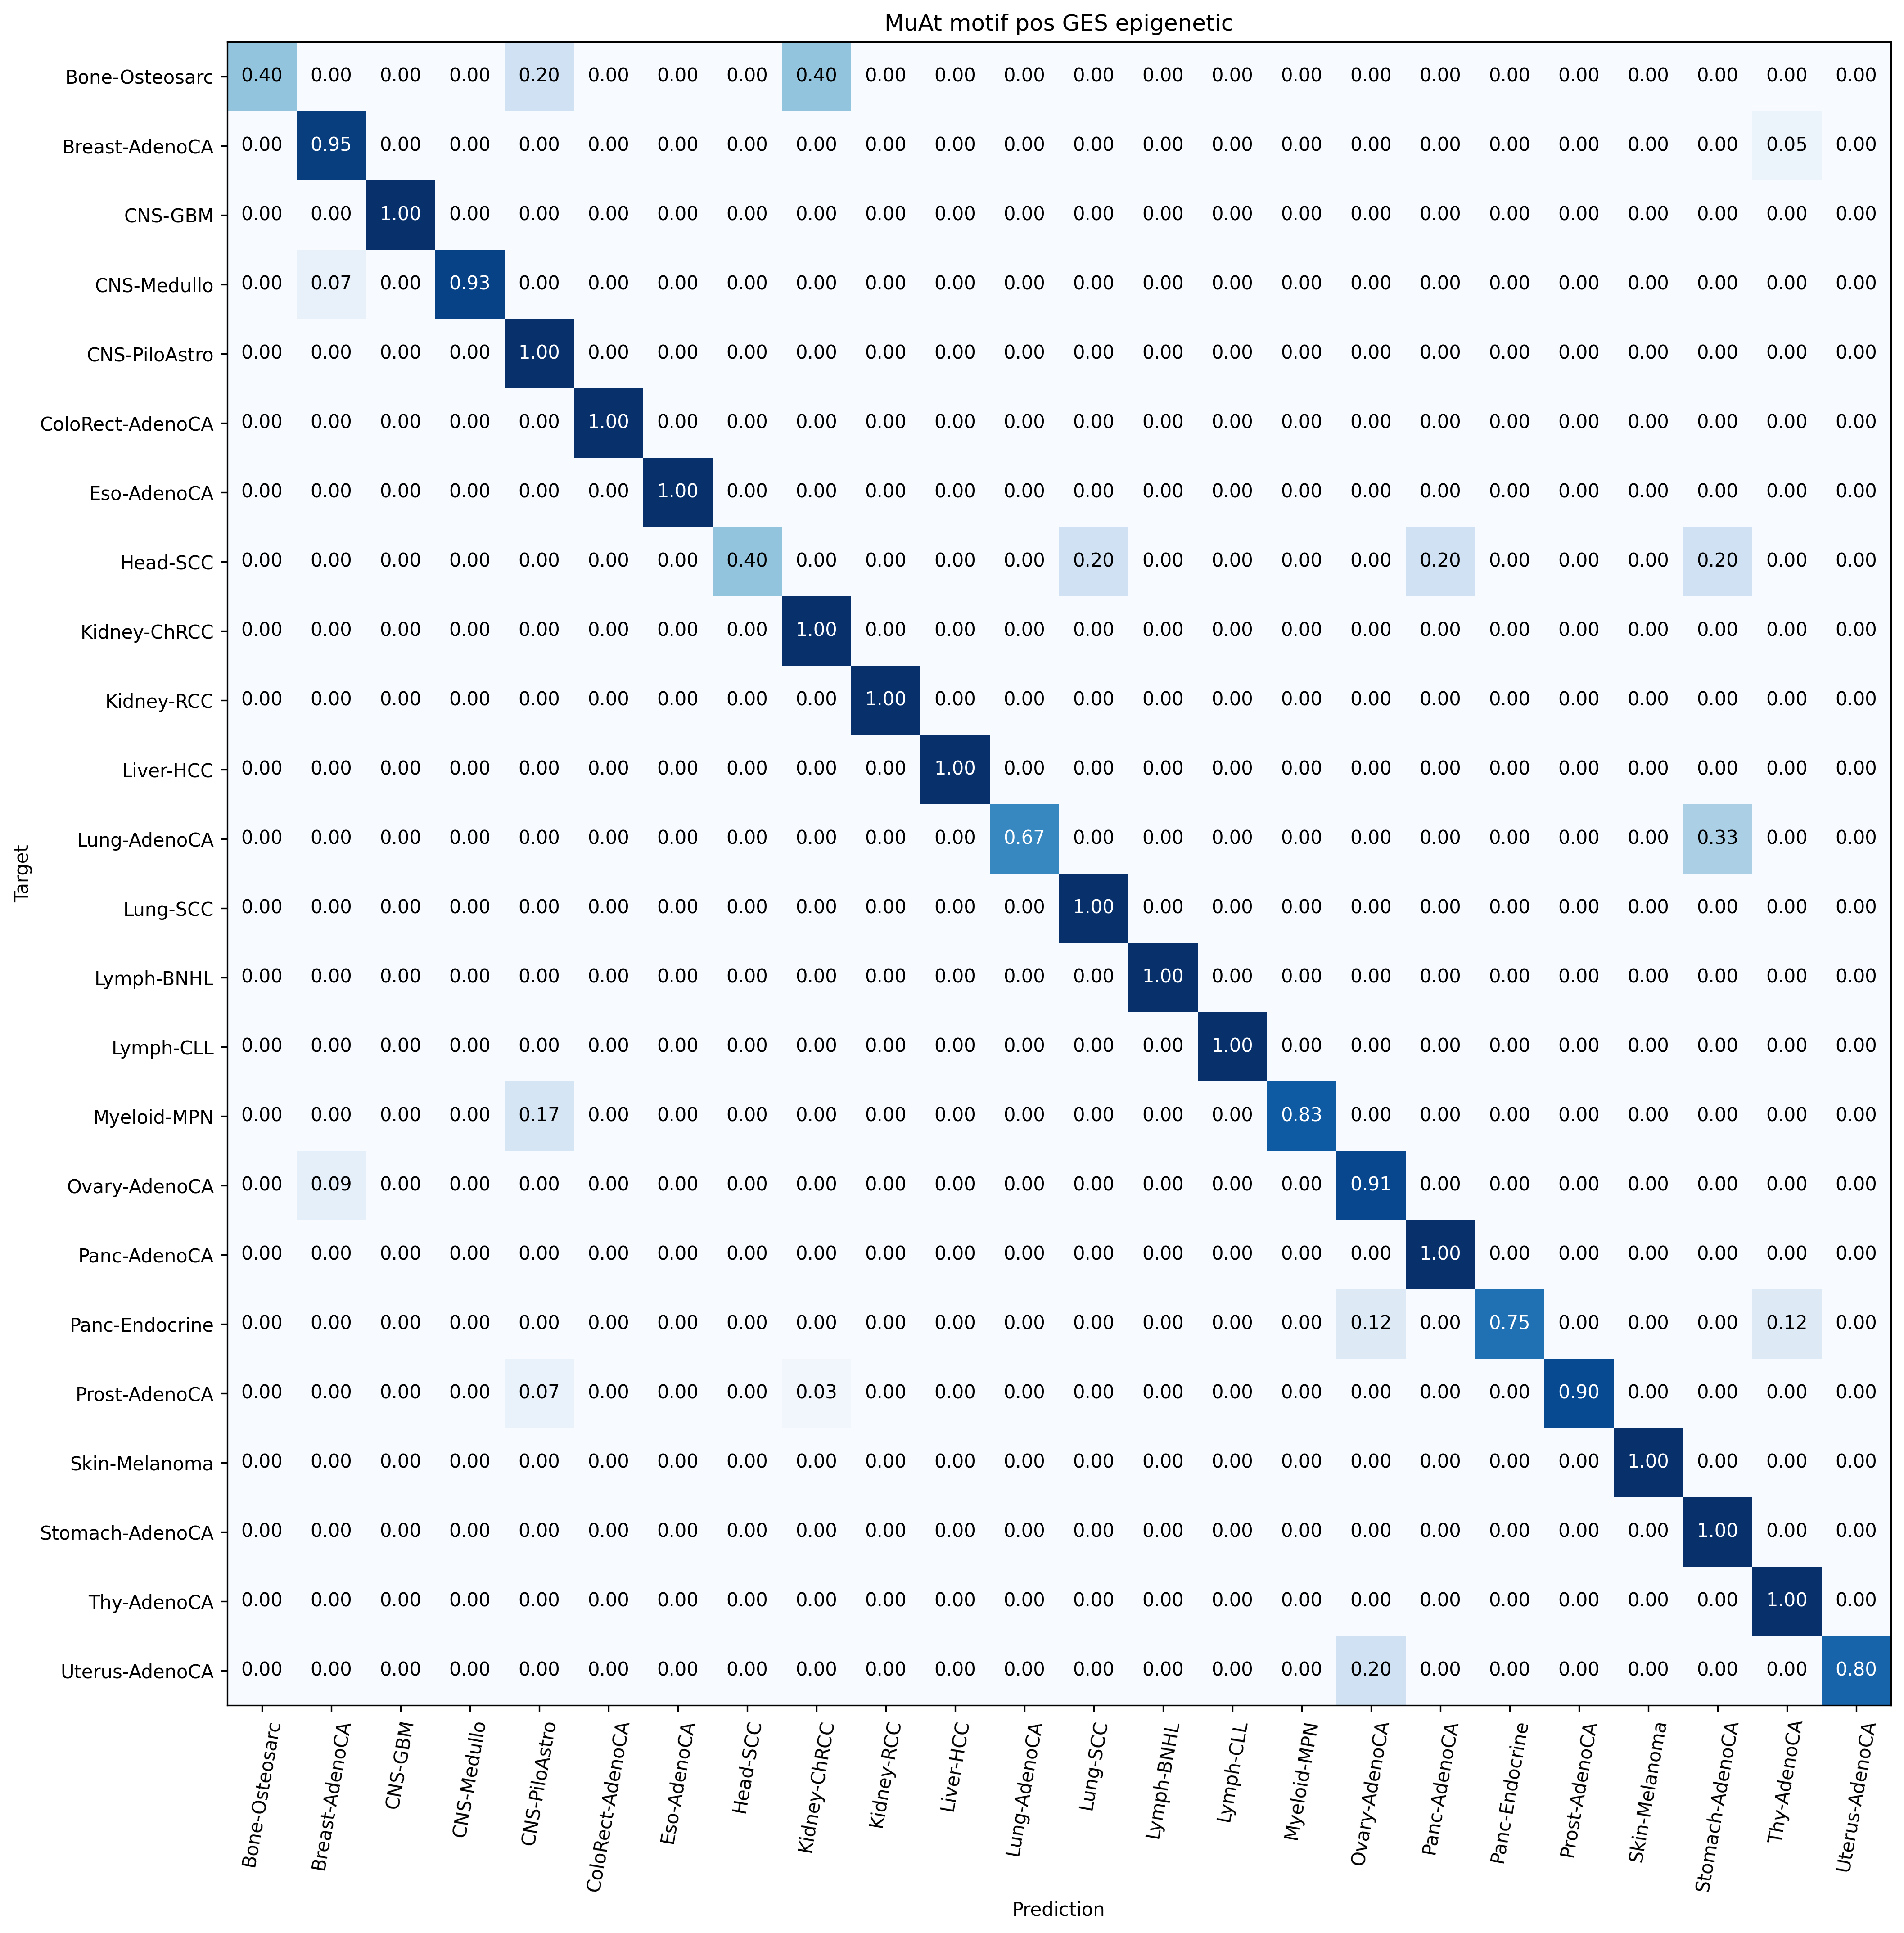 MuAt motif pos GES epigenetic
Bone-Osteosarc 0.40 0.00 0.00 0.00 0.20 0.00 0.00 0.00 0.40 0.00 0.00 0.00 0.00 0.00 0.00 0.00 0.00 0.00 0.00 0.00 0.00 0.00 0.00 0.00
Breast-AdenoCA 0.00 0.95 0.00 0.00 0.00 0.00 0.00 0.00 0.00 0.00 0.00 0.00 0.00 0.00 0.00 0.00 0.00 0.00 0.00 0.00 0.00 0.00 0.05 0.00
CNS-GBM 0.00 0.00 1.00 0.00 0.00 0.00 0.00 0.00 0.00 0.00 0.00 0.00 0.00 0.00 0.00 0.00 0.00 0.00 0.00 0.00 0.00 0.00 0.00 0.00
CNS-Medullo 0.00 0.07 0.00 0.93 0.00 0.00 0.00 0.00 0.00 0.00 0.00 0.00 0.00 0.00 0.00 0.00 0.00 0.00 0.00 0.00 0.00 0.00 0.00 0.00
CNS-PiloAstro 0.00 0.00 0.00 0.00 1.00 0.00 0.00 0.00 0.00 0.00 0.00 0.00 0.00 0.00 0.00 0.00 0.00 0.00 0.00 0.00 0.00 0.00 0.00 0.00
ColoRect-AdenoCA 0.00 0.00 0.00 0.00 0.00 1.00 0.00 0.00 0.00 0.00 0.00 0.00 0.00 0.00 0.00 0.00 0.00 0.00 0.00 0.00 0.00 0.00 0.00 0.00
Eso-AdenoCA 0.00 0.00 0.00 0.00 0.00 0.00 1.00 0.00 0.00 0.00 0.00 0.00 0.00 0.00 0.00 0.00 0.00 0.00 0.00 0.00 0.00 0.00 0.00 0.00
Head-SCC 0.00 0.00 0.00 0.00 0.00 0.00 0.00 0.40 0.00 0.00 0.00 0.00 0.20 0.00 0.00 0.00 0.00 0.20 0.00 0.00 0.00 0.20 0.00 0.00
Kidney-ChRCC 0.00 0.00 0.00 0.00 0.00 0.00 0.00 0.00 1.00 0.00 0.00 0.00 0.00 0.00 0.00 0.00 0.00 0.00 0.00 0.00 0.00 0.00 0.00 0.00
Kidney-RCC 0.00 0.00 0.00 0.00 0.00 0.00 0.00 0.00 0.00 1.00 0.00 0.00 0.00 0.00 0.00 0.00 0.00 0.00 0.00 0.00 0.00 0.00 0.00 0.00
Liver-HCC 0.00 0.00 0.00 0.00 0.00 0.00 0.00 0.00 0.00 0.00 1.00 0.00 0.00 0.00 0.00 0.00 0.00 0.00 0.00 0.00 0.00 0.00 0.00 0.00
Lung-AdenoCA 0.00 0.00 0.00 0.00 0.00 0.00 0.00 0.00 0.00 0.00 0.00 0.67 0.00 0.00 0.00 0.00 0.00 0.00 0.00 0.00 0.00 0.33 0.00 0.00
Lung-SCC 0.00 0.00 0.00 0.00 0.00 0.00 0.00 0.00 0.00 0.00 0.00 0.00 1.00 0.00 0.00 0.00 0.00 0.00 0.00 0.00 0.00 0.00 0.00 0.00
Lymph-BNHL 0.00 0.00 0.00 0.00 0.00 0.00 0.00 0.00 0.00 0.00 0.00 0.00 0.00 1.00 0.00 0.00 0.00 0.00 0.00 0.00 0.00 0.00 0.00 0.00
Lymph-CLL 0.00 0.00 0.00 0.00 0.00 0.00 0.00 0.00 0.00 0.00 0.00 0.00 0.00 0.00 1.00 0.00 0.00 0.00 0.00 0.00 0.00 0.00 0.00 0.00
Myeloid-MPN 0.00 0.00 0.00 0.00 0.17 0.00 0.00 0.00 0.00 0.00 0.00 0.00 0.00 0.00 0.00 0.83 0.00 0.00 0.00 0.00 0.00 0.00 0.00 0.00
Ovary-AdenoCA 0.00 0.09 0.00 0.00 0.00 0.00 0.00 0.00 0.00 0.00 0.00 0.00 0.00 0.00 0.00 0.00 0.91 0.00 0.00 0.00 0.00 0.00 0.00 0.00
Panc-AdenoCA 0.00 0.00 0.00 0.00 0.00 0.00 0.00 0.00 0.00 0.00 0.00 0.00 0.00 0.00 0.00 0.00 0.00 1.00 0.00 0.00 0.00 0.00 0.00 0.00
Panc-Endocrine 0.00 0.00 0.00 0.00 0.00 0.00 0.00 0.00 0.00 0.00 0.00 0.00 0.00 0.00 0.00 0.00 0.12 0.00 0.75 0.00 0.00 0.00 0.12 0.00
Prost-AdenoCA 0.00 0.00 0.00 0.00 0.07 0.00 0.00 0.00 0.03 0.00 0.00 0.00 0.00 0.00 0.00 0.00 0.00 0.00 0.00 0.90 0.00 0.00 0.00 0.00
Skin-Melanoma 0.00 0.00 0.00 0.00 0.00 0.00 0.00 0.00 0.00 0.00 0.00 0.00 0.00 0.00 0.00 0.00 0.00 0.00 0.00 0.00 1.00 0.00 0.00 0.00
Stomach-AdenoCA 0.00 0.00 0.00 0.00 0.00 0.00 0.00 0.00 0.00 0.00 0.00 0.00 0.00 0.00 0.00 0.00 0.00 0.00 0.00 0.00 0.00 1.00 0.00 0.00
Thy-AdenoCA 0.00 0.00 0.00 0.00 0.00 0.00 0.00 0.00 0.00 0.00 0.00 0.00 0.00 0.00 0.00 0.00 0.00 0.00 0.00 0.00 0.00 0.00 1.00 0.00
Uterus-AdenoCA 0.00 0.00 0.00 0.00 0.00 0.00 0.00 0.00 0.00 0.00 0.00 0.00 0.00 0.00 0.00 0.00 0.20 0.00 0.00 0.00 0.00 0.00 0.00 0.80
Target
Bone-Osteosarc
Breast-AdenoCA
CNS-GBM
CNS-Medullo
CNS-PiloAstro
ColoRect-AdenoCA
Eso-AdenoCA
Head-SCC
Kidney-ChRCC
Kidney-RCC
Liver-HCC
Lung-AdenoCA
Lung-SCC
Lymph-BNHL
Lymph-CLL
Myeloid-MPN
Ovary-AdenoCA
Panc-AdenoCA
Panc-Endocrine
Prost-AdenoCA
Skin-Melanoma
Stomach-AdenoCA
Thy-AdenoCA
Uterus-AdenoCA
Prediction